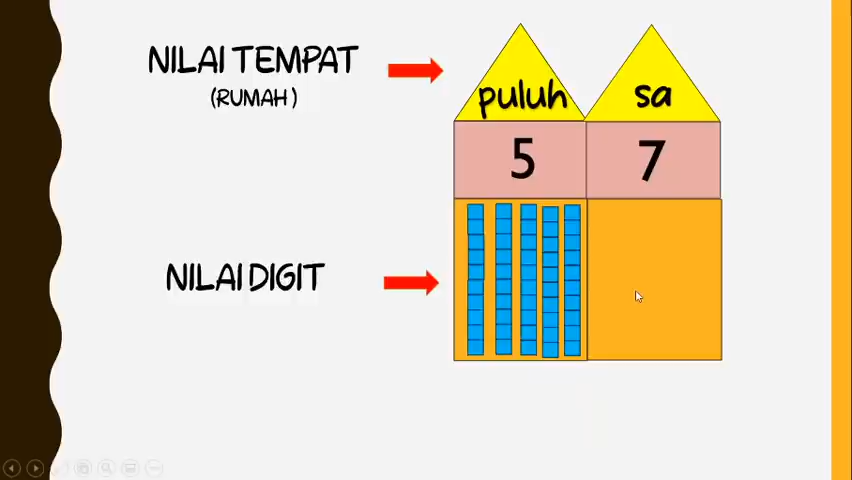 NILAI TEMPAT
(RUMAH)
puluh
sa
5
7
NILAI DIGIT